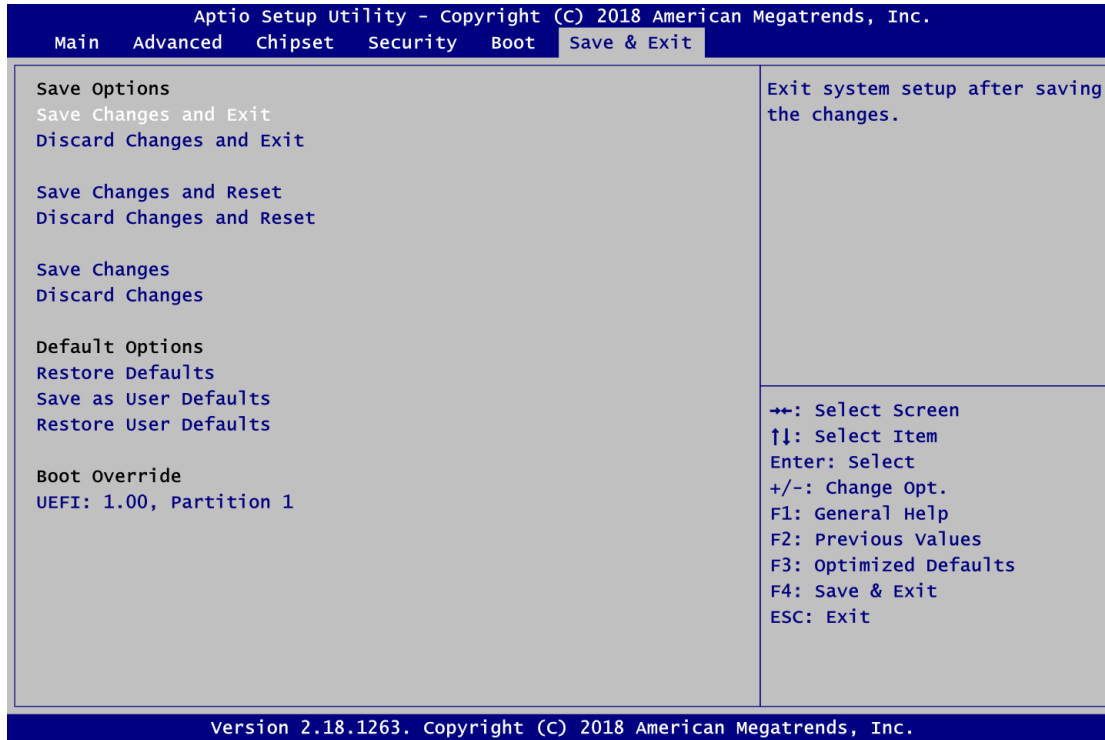 Aptio Setup Utility - Copyright (C) 2018 American Megatrends, Inc.
Main Advanced Chipset Security Boot Save & Exit
Save Options
Save Changes and Exit
Discard Changes and Exit
Save Changes and Reset
Discard Changes and Reset
Save Changes
Discard Changes
Default Options
Restore Defaults
Save as User Defaults
Restore User Defaults
Boot Override
UEFI: 1.00, Partition 1
Exit system setup after saving
the changes.
→←: Select Screen
↑↓: Select Item
Enter: Select
+/-: Change Opt.
F1: General Help
F2: Previous Values
F3: Optimized Defaults
F4: Save & Exit
ESC: Exit
Version 2.18.1263. Copyright (C) 2018 American Megatrends, Inc.